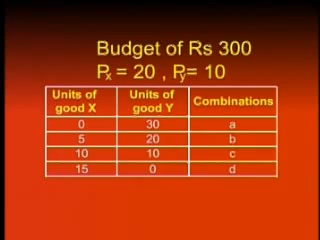 Budget of Rs 300
Px = 20 , Py= 10
Units of good X Units of good Y Combinations
0 30 a
5 20 b
10 10 c
15 0 d